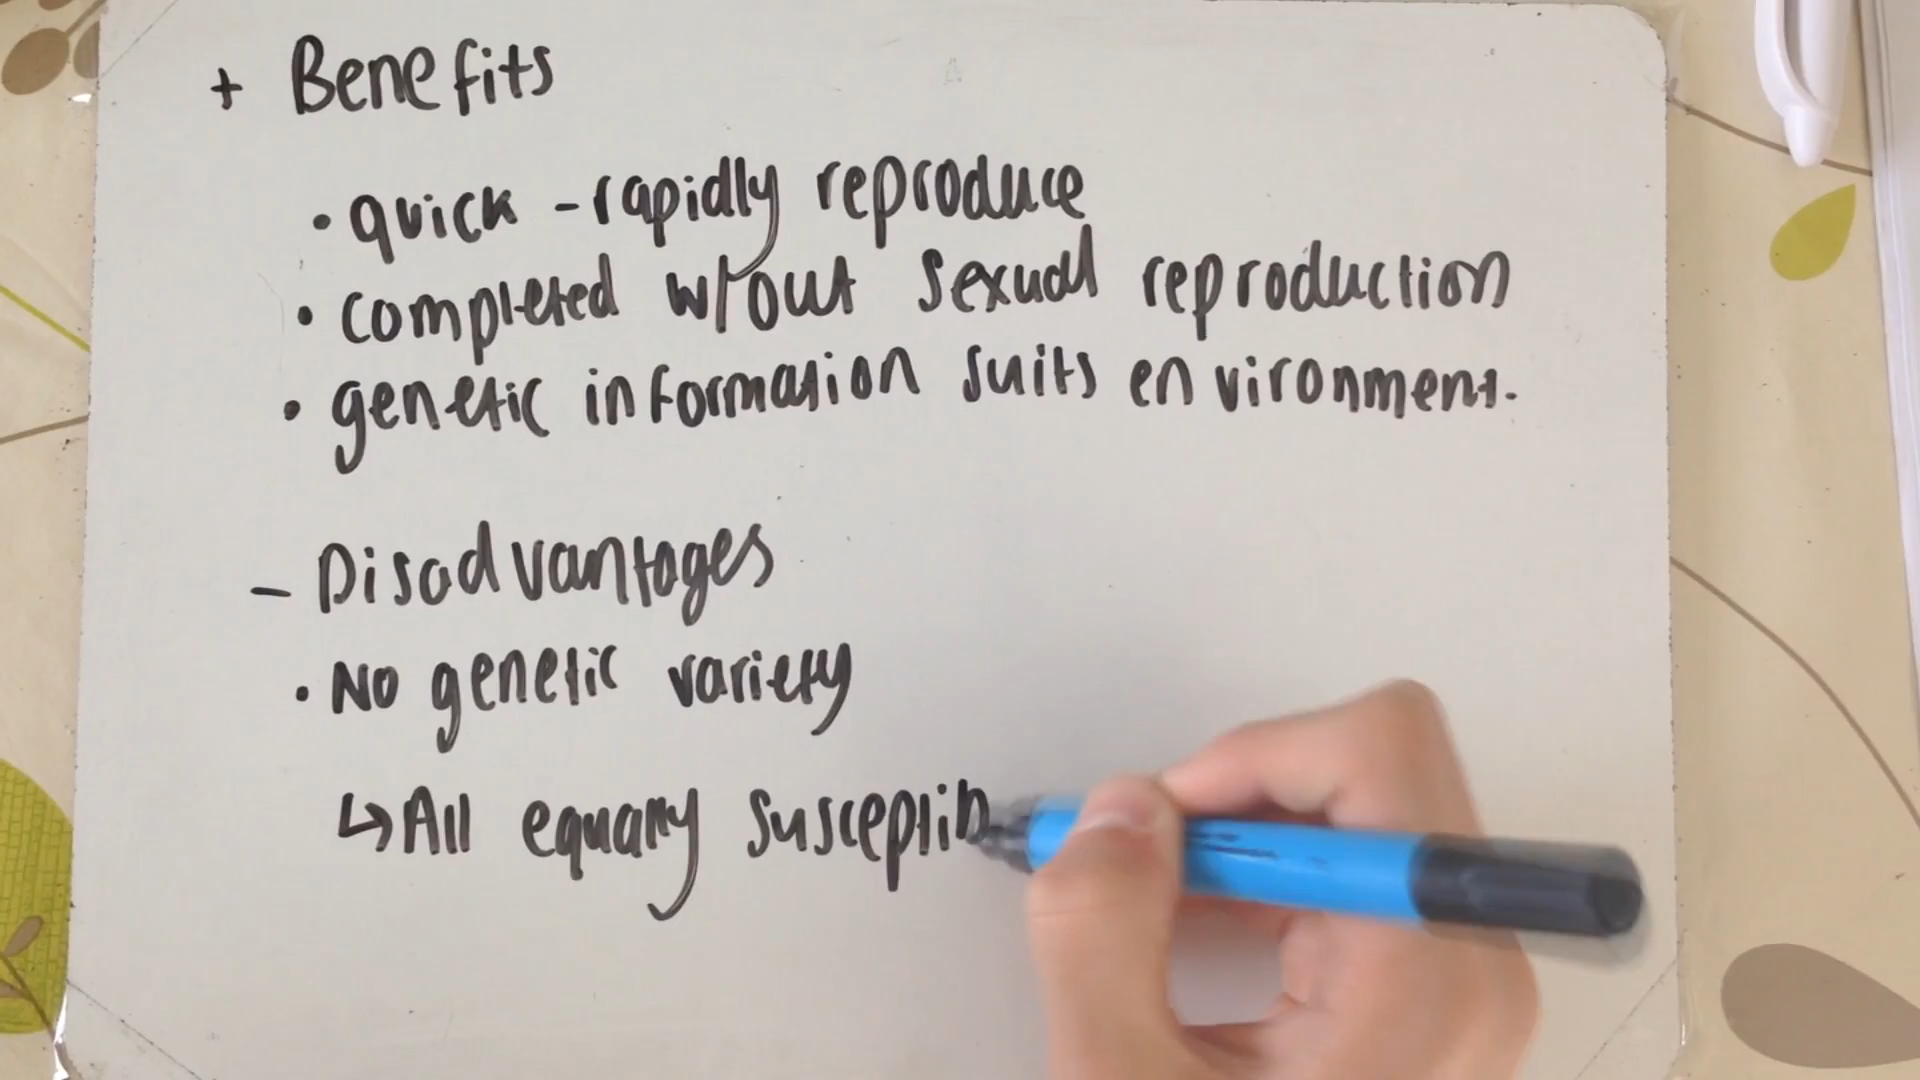 + Benefits
• quick - rapidly reproduce
• completed w/out sexual reproduction
• genetic information suits environment.
- Disadvantages
• No genetic variety
↳ All equally susceptib